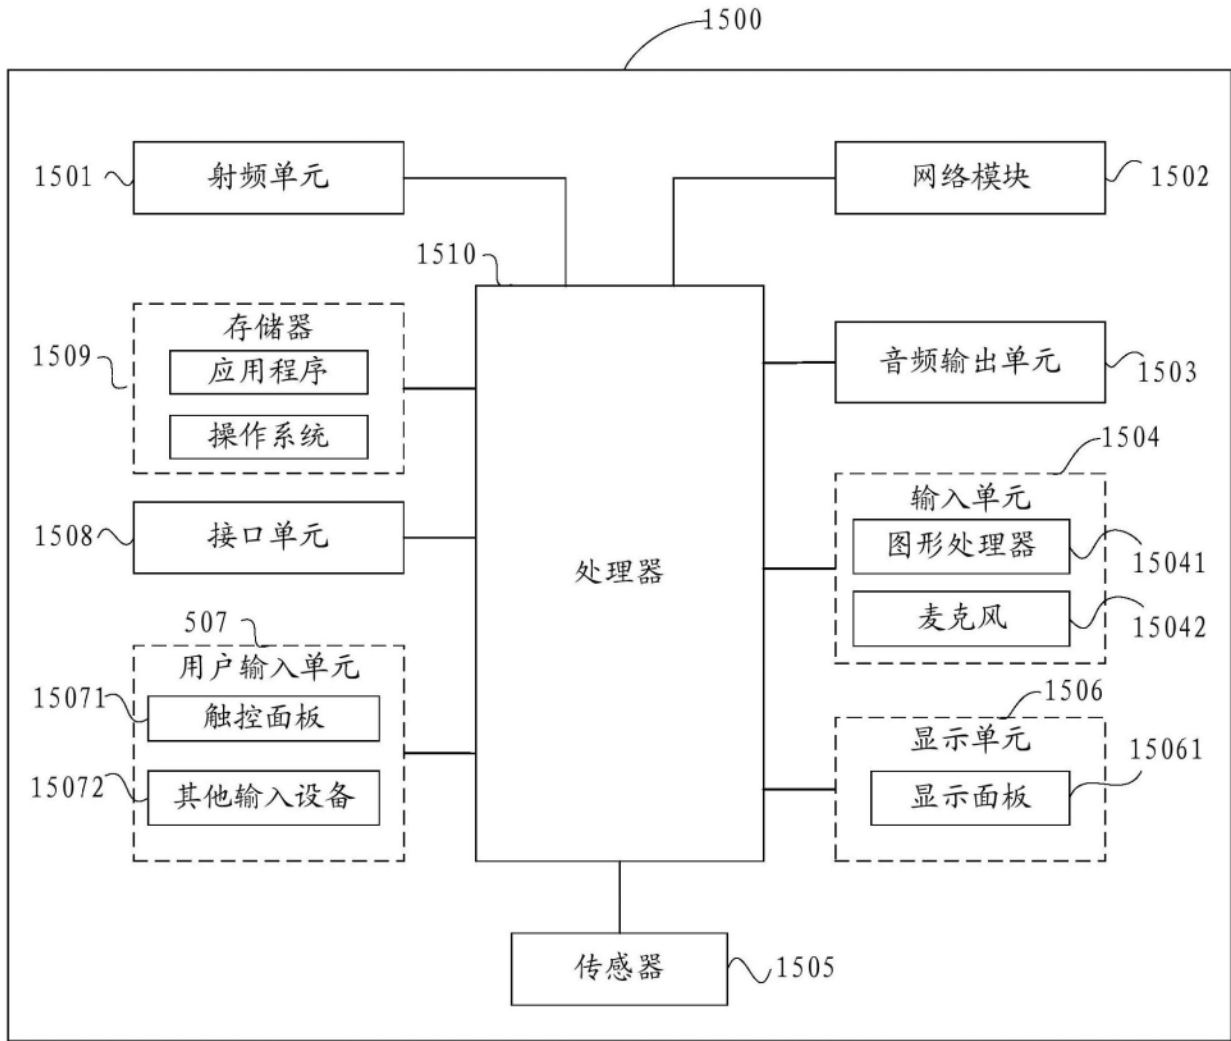 1500
1501
射频单元
网络模块
1502
1510
存储器
1509
应用程序
操作系统
音频输出单元
1503
1504
输入单元
图形处理器
15041
麦克风
15042
1508
接口单元
处理器
507
用户输入单元
15071
触控面板
15072
其他输入设备
1506
显示单元
15061
显示面板
传感器
1505